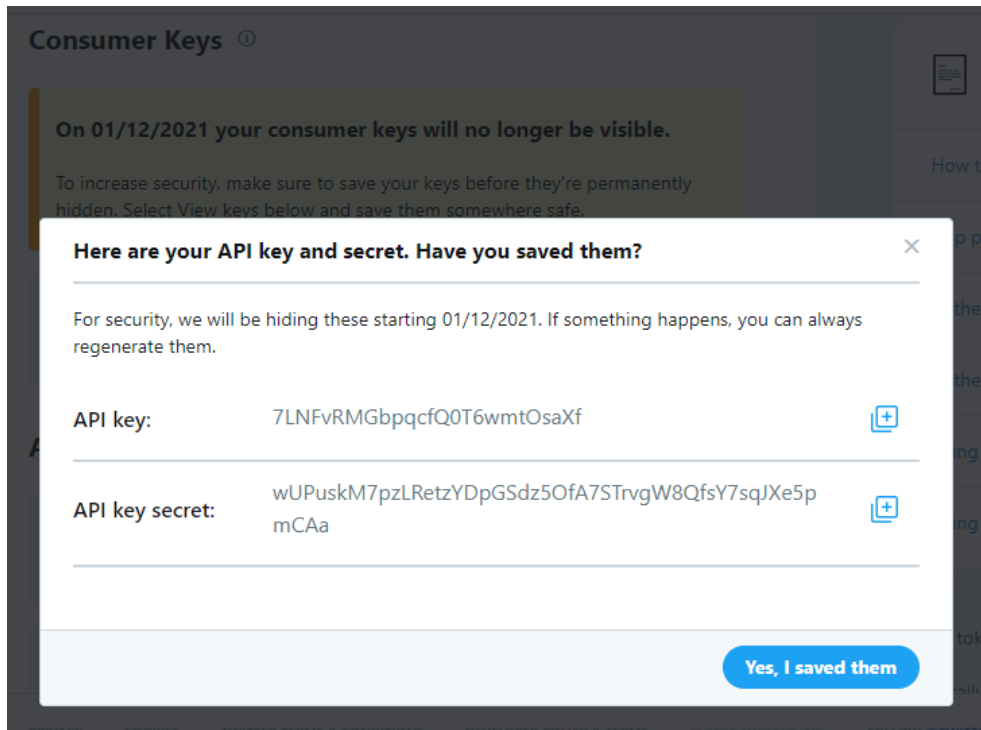 Consumer Keys
On 01/12/2021 your consumer keys will no longer be visible.
To increase security, make sure to save your keys before they're permanently
hidden. Select View keys below and save them somewhere safe.
How t
Here are your API key and secret. Have you saved them?
For security, we will be hiding these starting 01/12/2021. If something happens, you can always
regenerate them.
API key:
7LNFvRMGbpqcfQ0T6wmtOsaXf
API key secret:
wUPuskM7pzLRetzYDpGSdz5OfA7STrvgW8QfsY7sqJXe5p
mCAa
Yes, I saved them